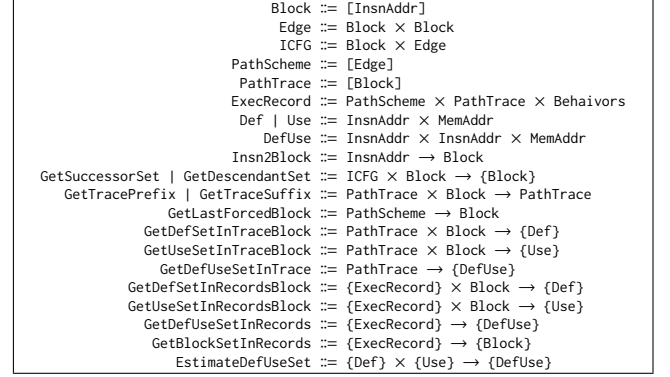 Block ::= [InsnAddr]
Edge ::= Block × Block
ICFG ::= Block × Edge
PathScheme ::= [Edge]
PathTrace ::= [Block]
ExecRecord ::= PathScheme × PathTrace × Behaivors
Def | Use ::= InsnAddr × MemAddr
DefUse ::= InsnAddr × InsnAddr × MemAddr
Insn2Block ::= InsnAddr → Block
GetSuccessorSet | GetDescendantSet ::= ICFG × Block → {Block}
GetTracePrefix | GetTraceSuffix ::= PathTrace × Block → PathTrace
GetLastForcedBlock ::= PathScheme → Block
GetDefSetInTraceBlock ::= PathTrace × Block → {Def}
GetUseSetInTraceBlock ::= PathTrace × Block → {Use}
GetDefUseSetInTrace ::= PathTrace → {DefUse}
GetDefSetInRecordsBlock ::= {ExecRecord} × Block → {Def}
GetUseSetInRecordsBlock ::= {ExecRecord} × Block → {Use}
GetDefUseSetInRecords ::= {ExecRecord} → {DefUse}
GetBlockSetInRecords ::= {ExecRecord} → {Block}
EstimateDefUseSet ::= {Def} × {Use} → {DefUse}